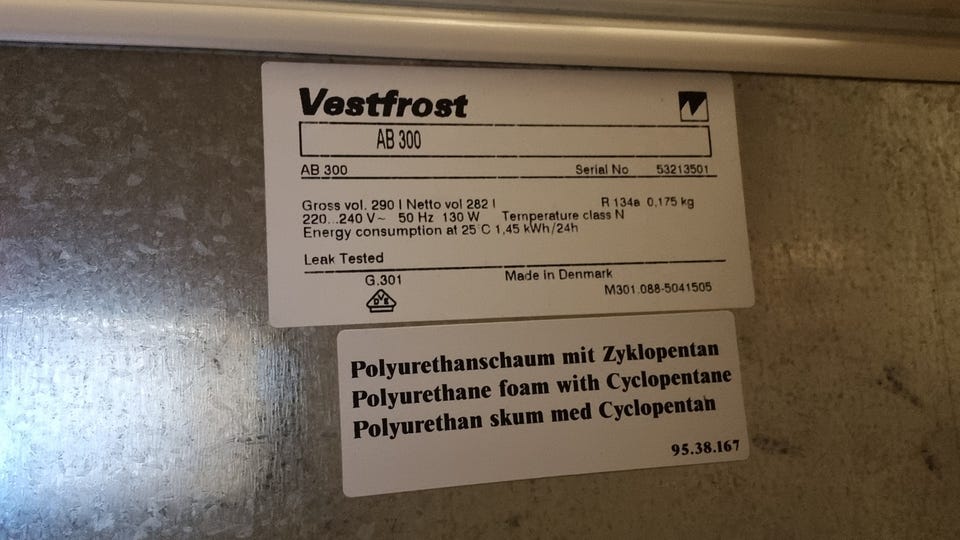 Vestfrost
AB 300
AB 300 Serial No 53213501
Gross vol. 290 l Netto vol 282 l R 134a 0,175 kg
220...240 V~ 50 Hz 130 W Temperature class N
Energy consumption at 25°C 1,45 kWh/24h
Leak Tested
G.301 Made in Denmark
DVE M301.088-5041505
Polyurethanschaum mit Zyklopentan
Polyurethane foam with Cyclopentane
Polyurethan skum med Cyclopentan
95.38.167